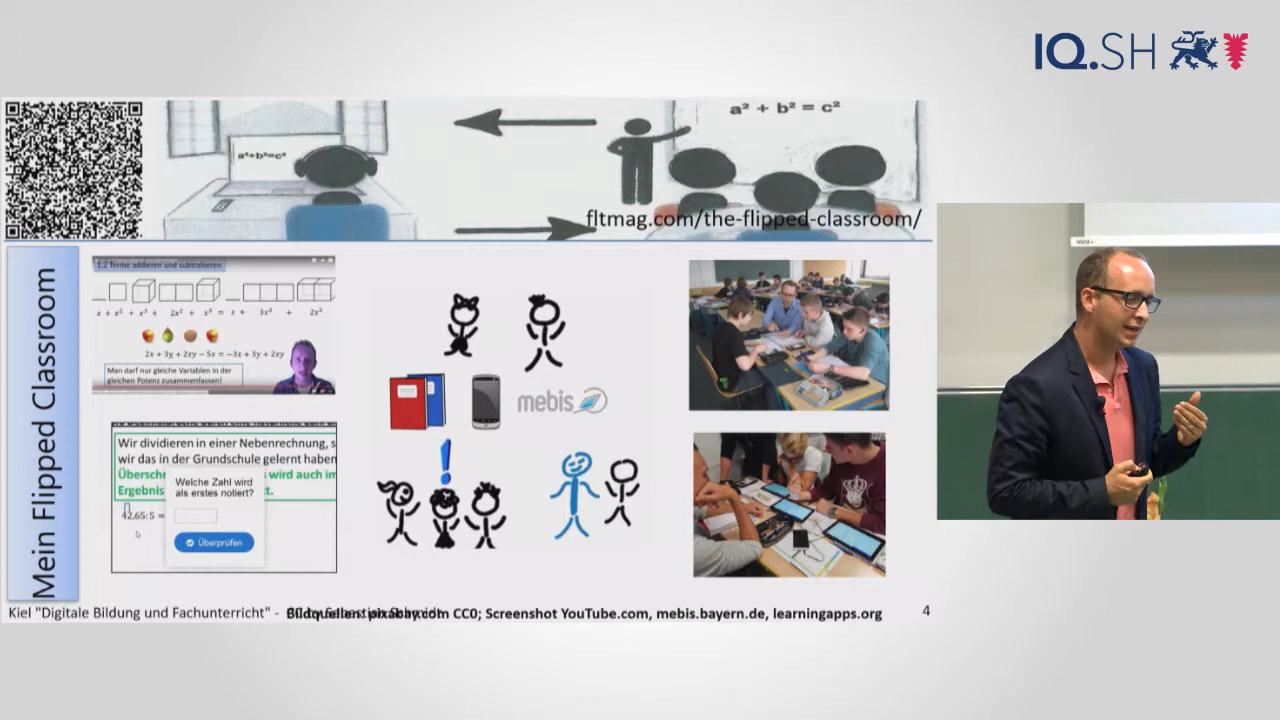 IQ.SH
a²+b²=c²
a² + b² = c²
fltmag.com/the-flipped-classroom/
Mein Flipped Classroom
1.2 Terme addieren und subtrahieren
x + x² + x³ + 2x² + x³ = x + 3x² + 2x³
2x + 3y + 2xy − 5x = −3x + 3y + 2xy
Man darf nur gleiche Variablen in der
gleichen Potenz zusammenfassen!
mebis
Wir dividieren in einer Nebenrechnung, s
wir das in der Grundschule gelernt haben
Überschr
wird auch im
Ergebnis
t.
Welche Zahl wird
als erstes notiert?
42,65:5 =
Überprüfen
!
Kiel "Digitale Bildung und Fachunterricht" -
Bildquellen: pixabay.com CC0; Screenshot YouTube.com, mebis.bayern.de, learningapps.org
4